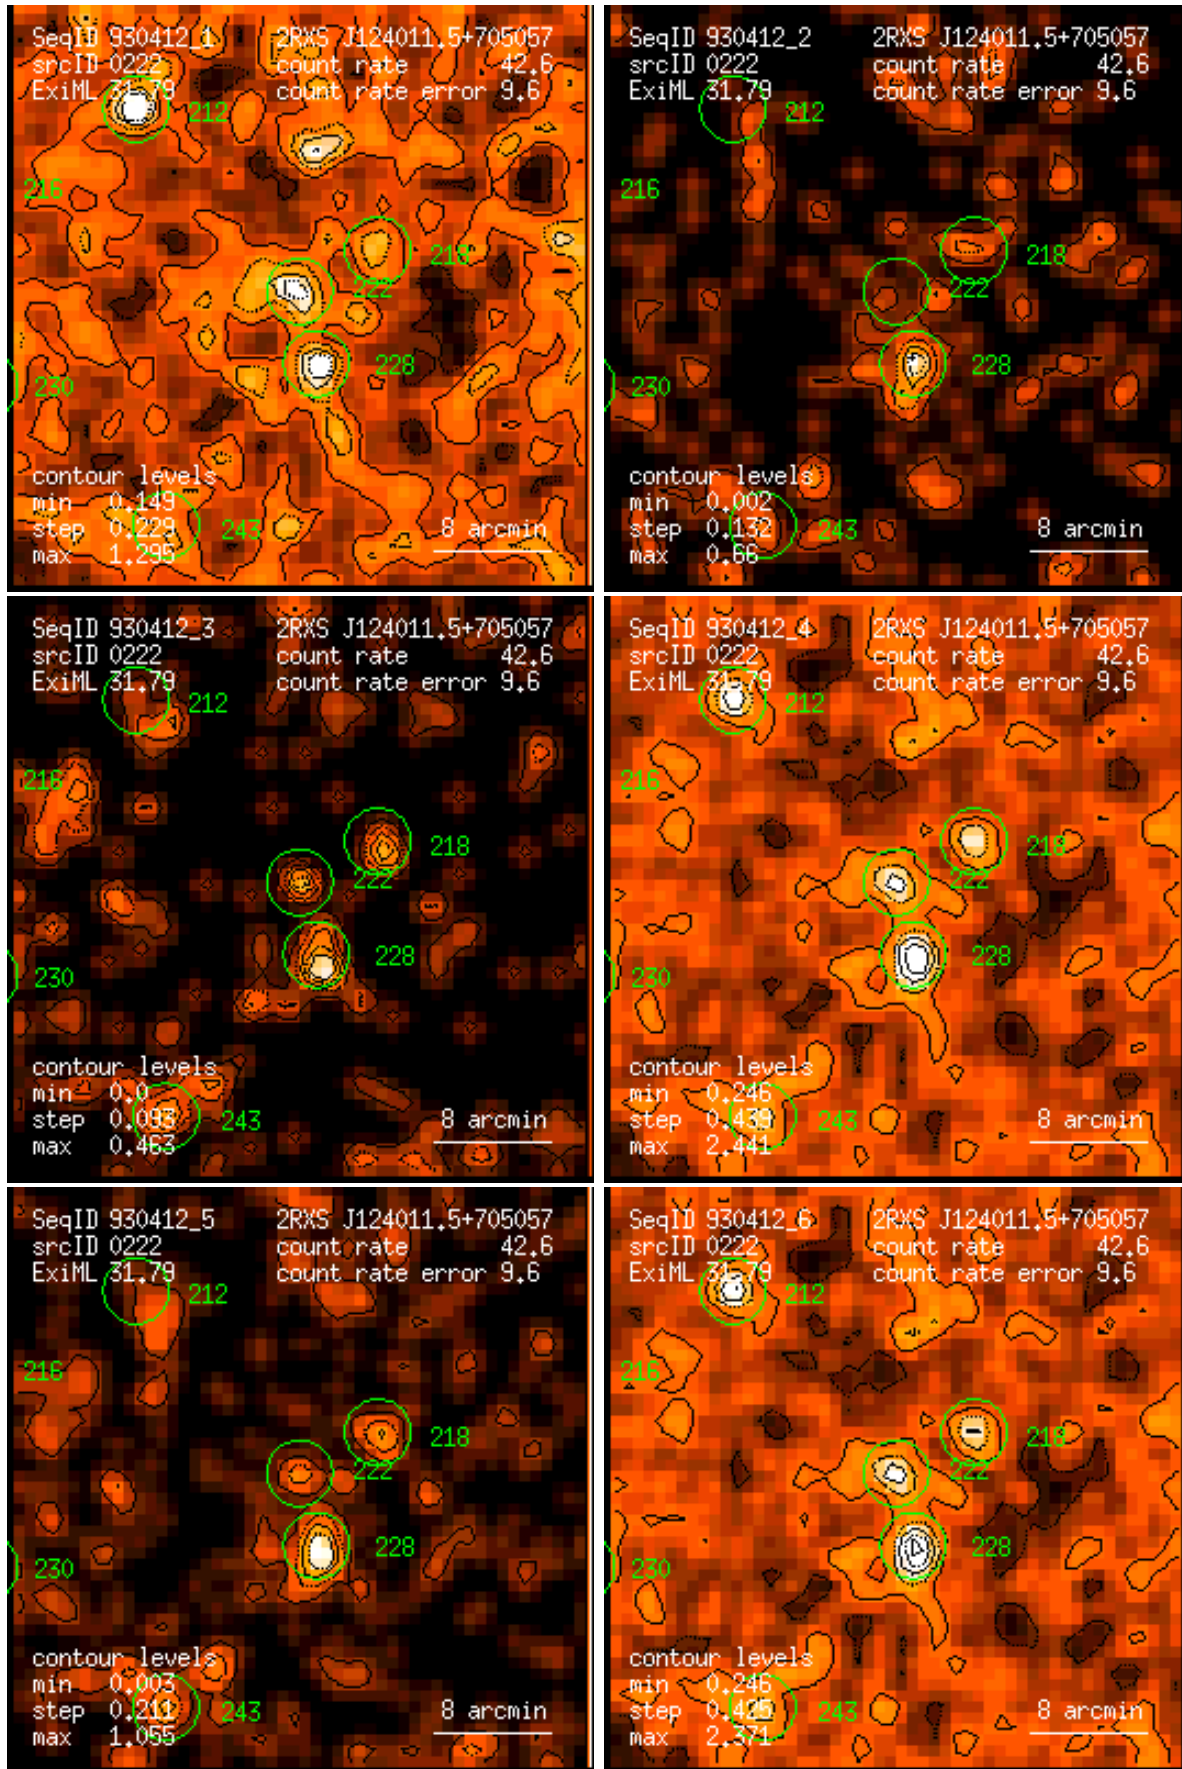 SeqID 930412_1 2RXS J124011.5+705057
srcID 0222 count rate 42.6
ExiML 31.79 count rate error 9.6
212
216
218
222
228
230
contour levels
min 0.149
step 0.229 243 8 arcmin
max 1.295
SeqID 930412_2 2RXS J124011.5+705057
srcID 0222 count rate 42.6
ExiML 31.79 count rate error 9.6
212
216
218
222
228
230
contour levels
min 0.002
step 0.132 243 8 arcmin
max 0.66
SeqID 930412_3 2RXS J124011.5+705057
srcID 0222 count rate 42.6
ExiML 31.79 count rate error 9.6
212
216
218
222
228
230
contour levels
min 0.0
step 0.093 243 8 arcmin
max 0.463
SeqID 930412_4 2RXS J124011.5+705057
srcID 0222 count rate 42.6
ExiML 31.79 count rate error 9.6
212
216
218
222
228
230
contour levels
min 0.246
step 0.439 243 8 arcmin
max 2.441
SeqID 930412_5 2RXS J124011.5+705057
srcID 0222 count rate 42.6
ExiML 31.79 count rate error 9.6
212
216
218
222
228
230
contour levels
min 0.003
step 0.211 243 8 arcmin
max 1.055
SeqID 930412_6 2RXS J124011.5+705057
srcID 0222 count rate 42.6
ExiML 31.79 count rate error 9.6
212
216
218
222
228
230
contour levels
min 0.246
step 0.425 243 8 arcmin
max 2.371